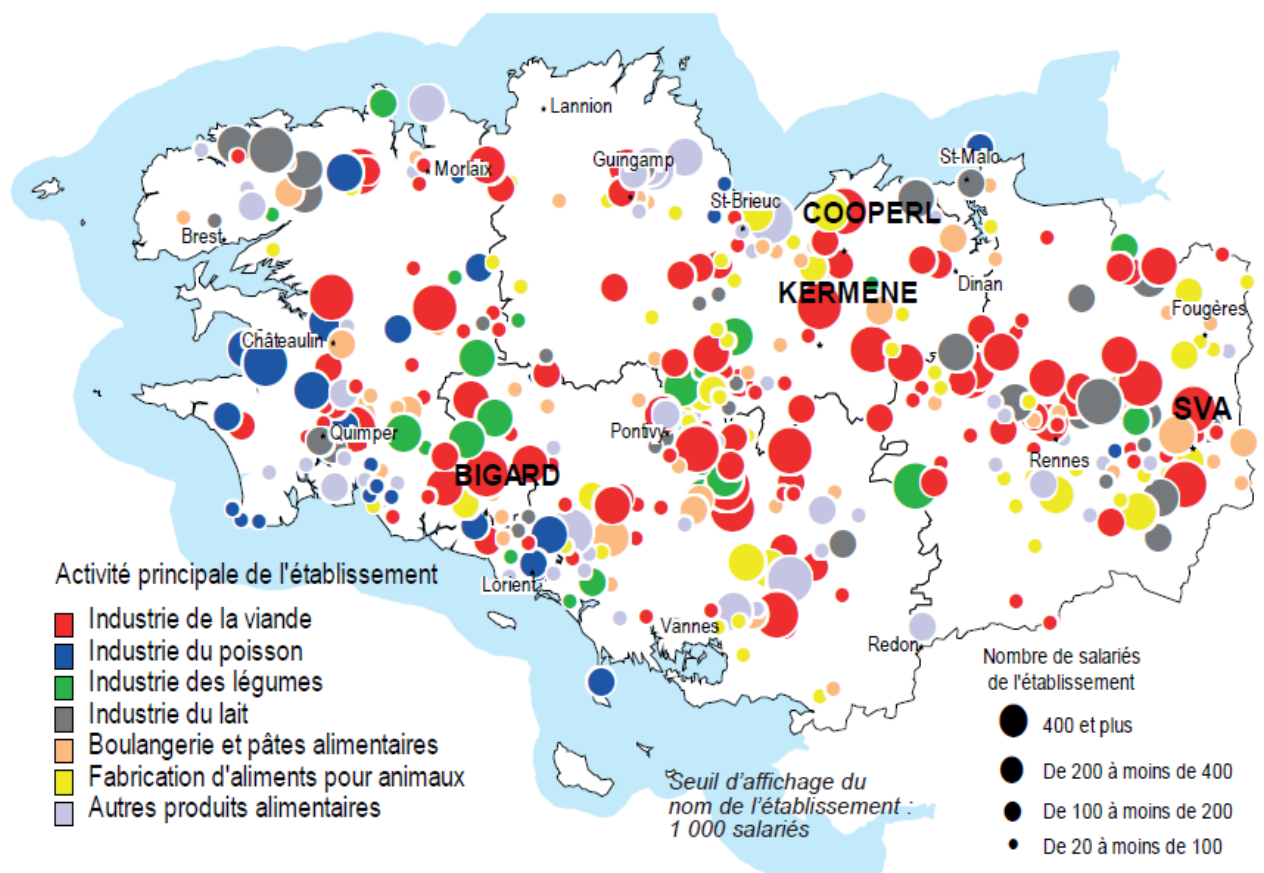 Lannion
Morlaix
Guingamp
St-Malo
St-Brieuc
COOPERL
Brest
Dinan
KERMENE
Fougères
Châteaulin
SVA
Quimper
Pontivy
Rennes
BIGARD
Lorient
Vannes
Redon
Activité principale de l'établissement
Industrie de la viande
Industrie du poisson
Industrie des légumes
Industrie du lait
Boulangerie et pâtes alimentaires
Fabrication d'aliments pour animaux
Autres produits alimentaires
Seuil d'affichage du
nom de l'établissement :
1 000 salariés
Nombre de salariés
de l'établissement
400 et plus
De 200 à moins de 400
De 100 à moins de 200
De 20 à moins de 100